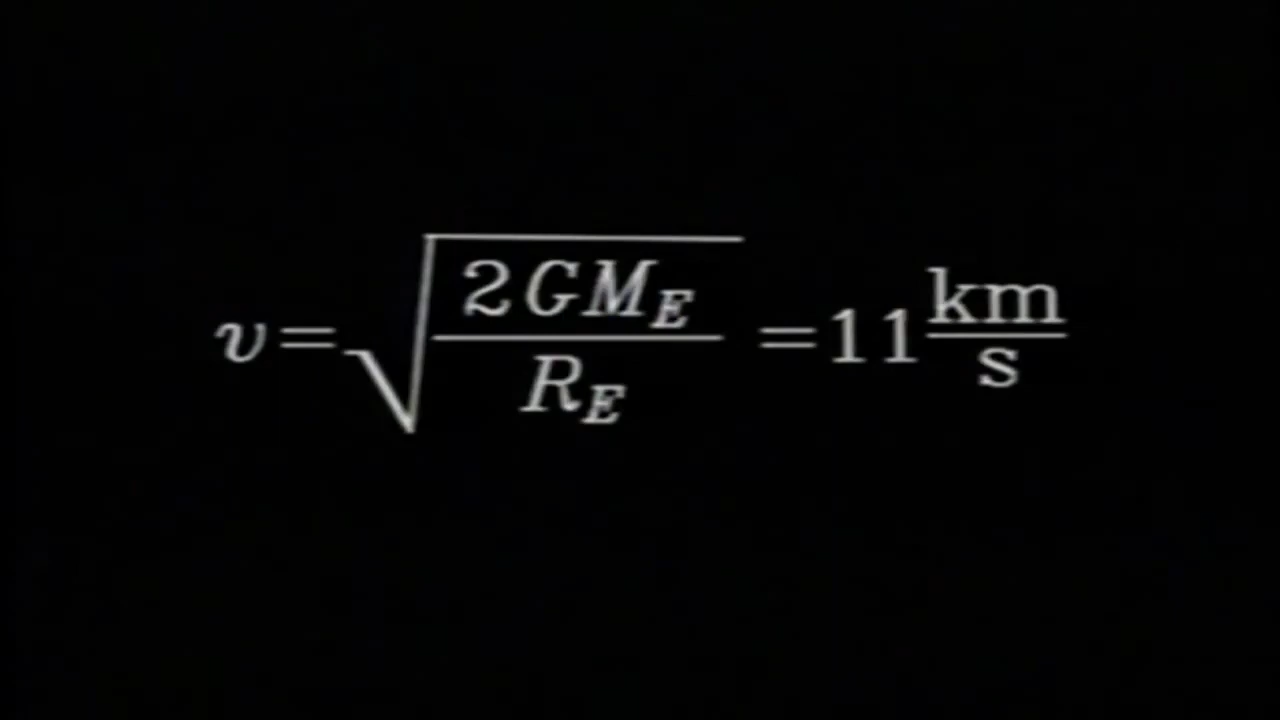 v = √(2GM_E / R_E) = 11 km/s